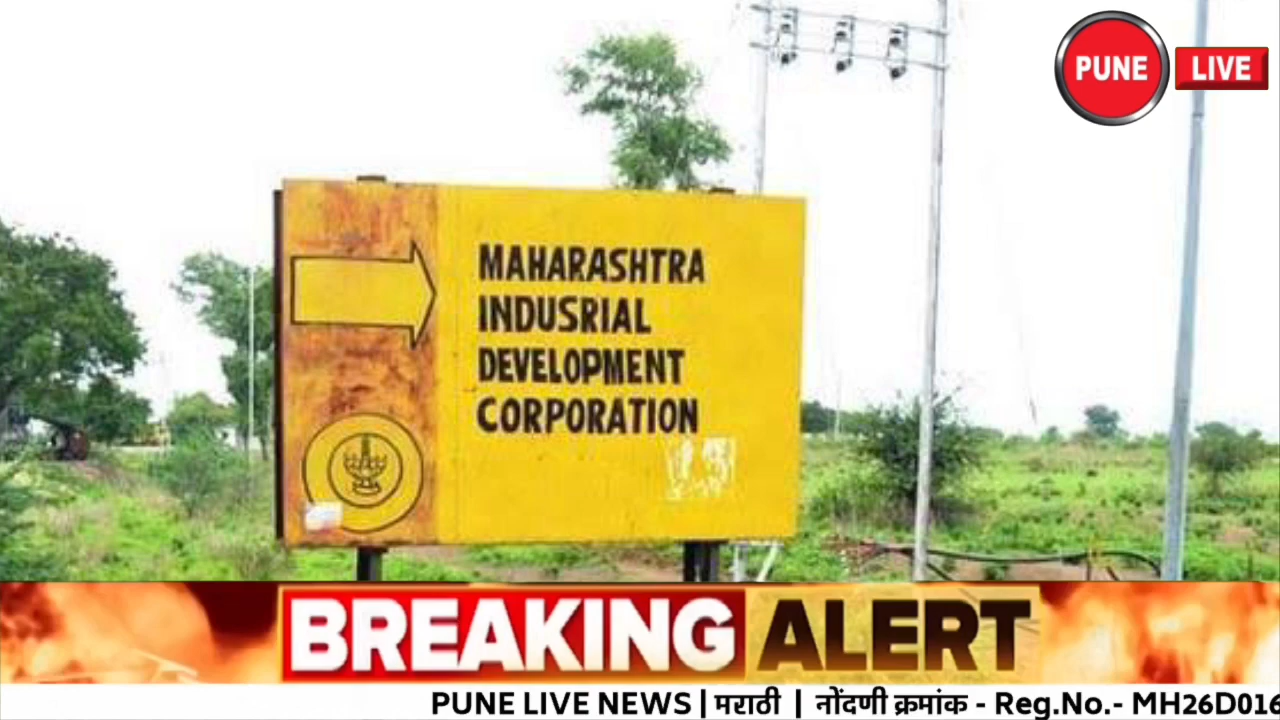 PUNE LIVE
MAHARASHTRA
INDUSRIAL
DEVELOPMENT
CORPORATION
BREAKING ALERT
PUNE LIVE NEWS | मराठी | नोंदणी क्रमांक - Reg.No.- MH26D016